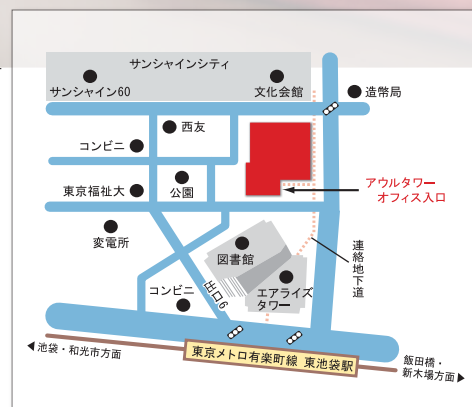 サンシャインシティ
サンシャイン60
文化会館
造幣局
西友
コンビニ
公園
東京福祉大
アウルタワー
オフィス入口
変電所
図書館
連絡地下道
出口6
エアライズ
タワー
コンビニ
池袋・和光市方面
東京メトロ有楽町線 東池袋駅
飯田橋・
新木場方面